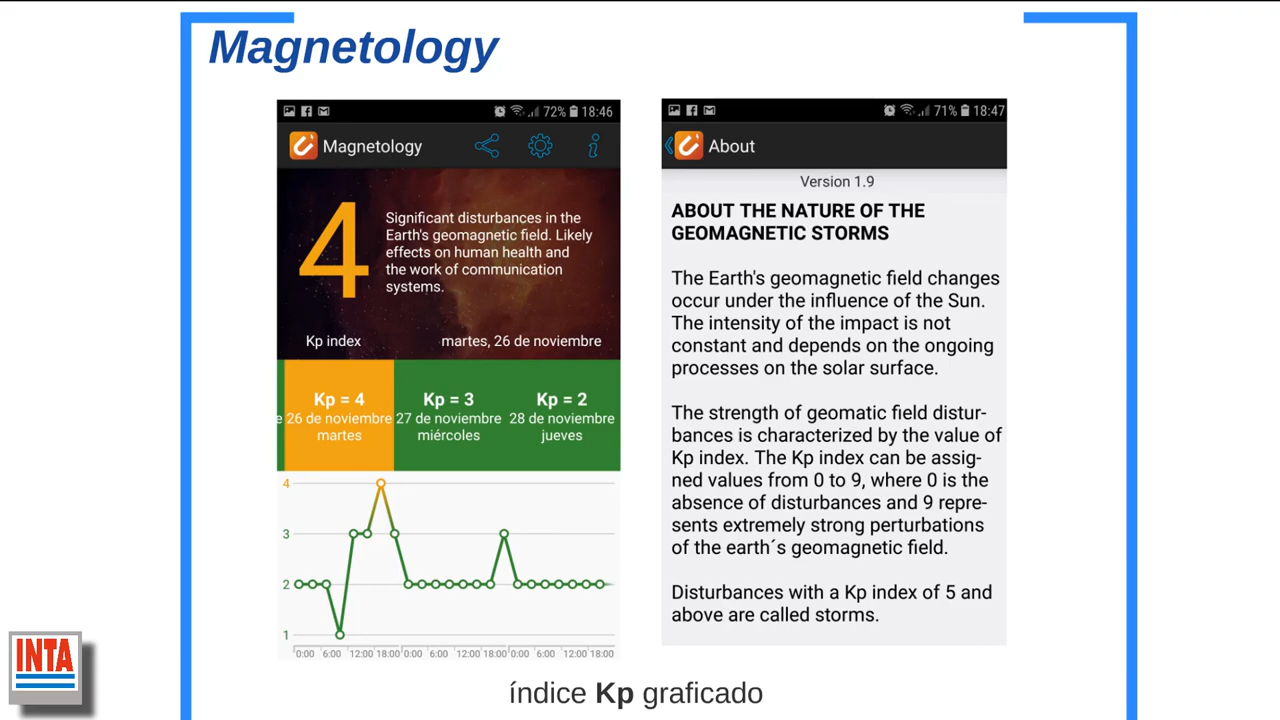 Magnetology
72% 18:46
Magnetology
4
Significant disturbances in the
Earth's geomagnetic field. Likely
effects on human health and
the work of communication
systems.
Kp index
martes, 26 de noviembre
Kp = 4
e 26 de noviembre
martes
Kp = 3
27 de noviembre
miércoles
Kp = 2
28 de noviembre
jueves
4
3
2
1
0:00 6:00 12:00 18:00 0:00 6:00 12:00 18:00 0:00 6:00 12:00 18:00
71% 18:47
About
Version 1.9
ABOUT THE NATURE OF THE
GEOMAGNETIC STORMS
The Earth's geomagnetic field changes
occur under the influence of the Sun.
The intensity of the impact is not
constant and depends on the ongoing
processes on the solar surface.
The strength of geomatic field distur-
bances is characterized by the value of
Kp index. The Kp index can be assig-
ned values from 0 to 9, where 0 is the
absence of disturbances and 9 repre-
sents extremely strong perturbations
of the earth´s geomagnetic field.
Disturbances with a Kp index of 5 and
above are called storms.
INTA
índice Kp graficado